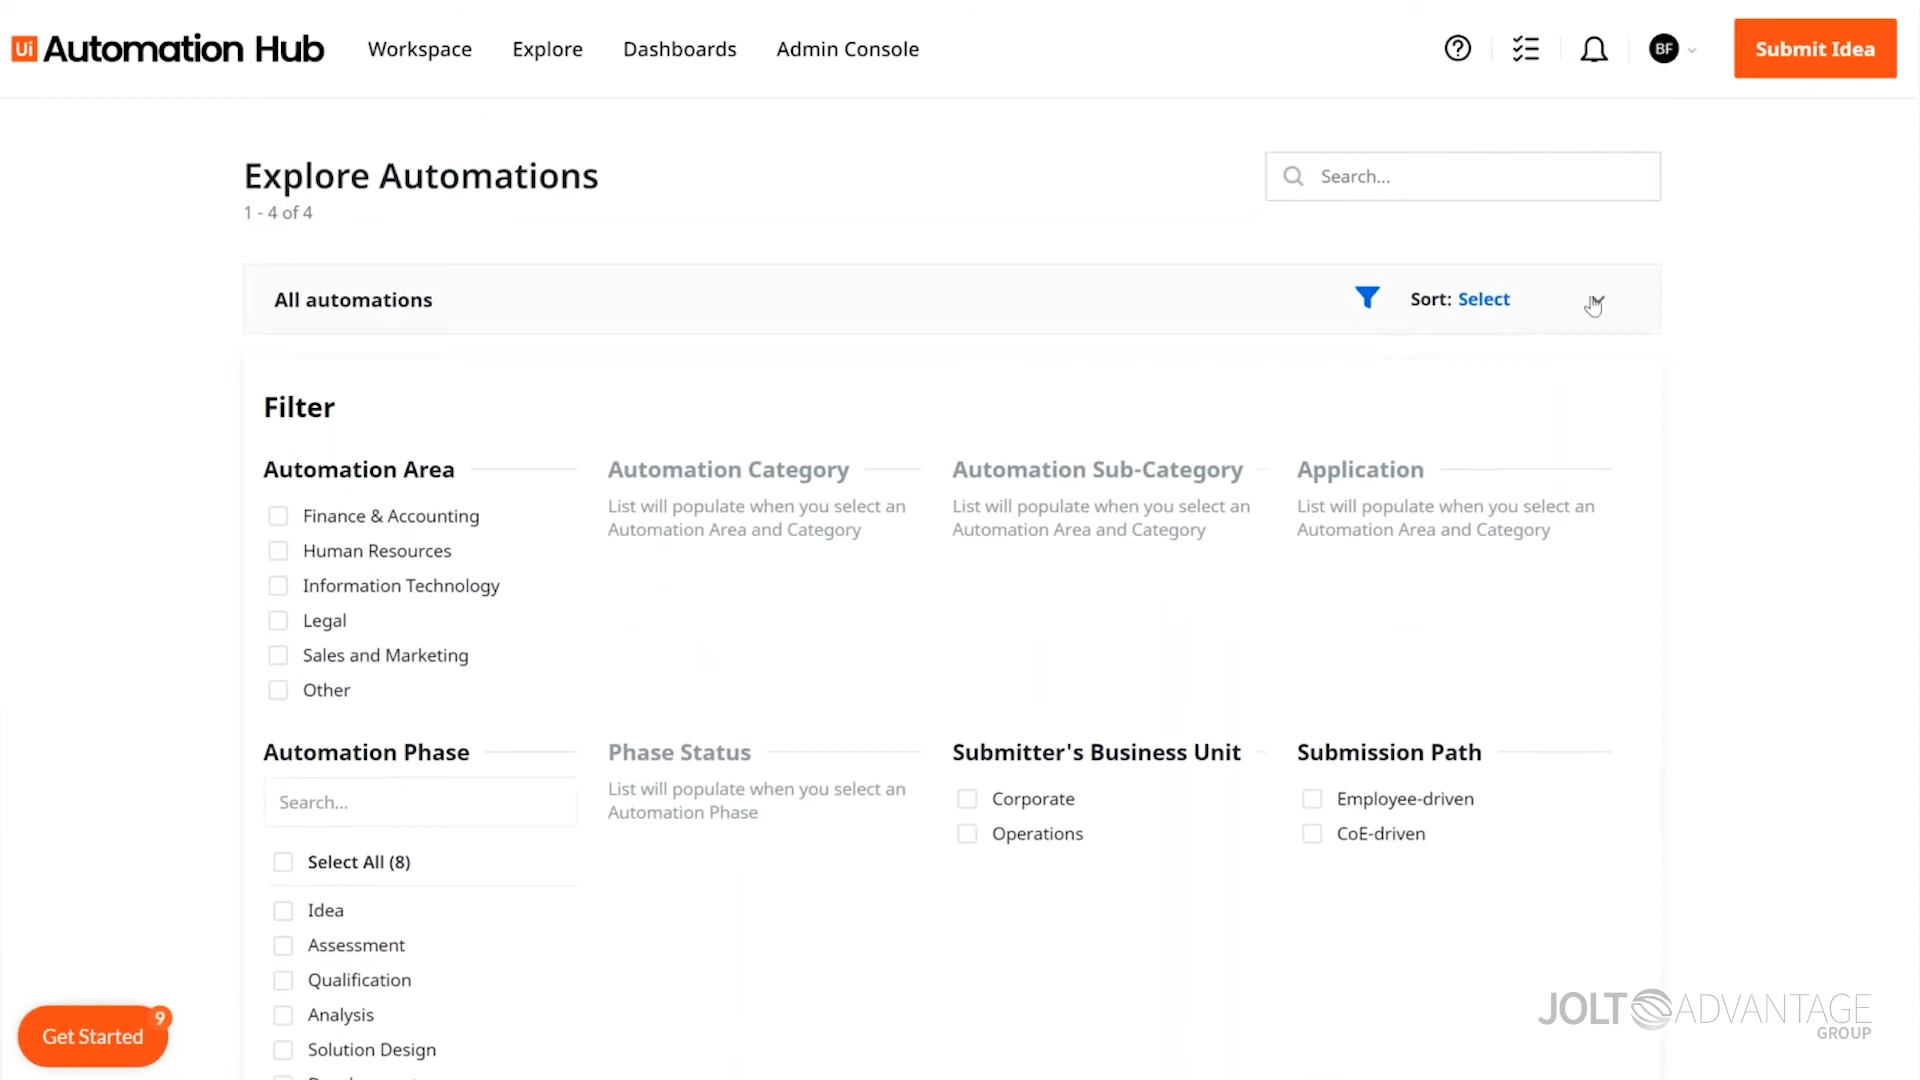 Ui Automation Hub
Workspace
Explore
Dashboards
Admin Console
BF
Submit Idea
Explore Automations
1 - 4 of 4
Search...
All automations
Sort: Select
Filter
Automation Area
Finance & Accounting
Human Resources
Information Technology
Legal
Sales and Marketing
Other
Automation Category
List will populate when you select an
Automation Area and Category
Automation Sub-Category
List will populate when you select an
Automation Area and Category
Application
List will populate when you select an
Automation Area and Category
Automation Phase
Search...
Select All (8)
Idea
Assessment
Qualification
Analysis
Solution Design
Phase Status
List will populate when you select an
Automation Phase
Submitter's Business Unit
Corporate
Operations
Submission Path
Employee-driven
CoE-driven
Get Started
9
JOLT ADVANTAGE
GROUP